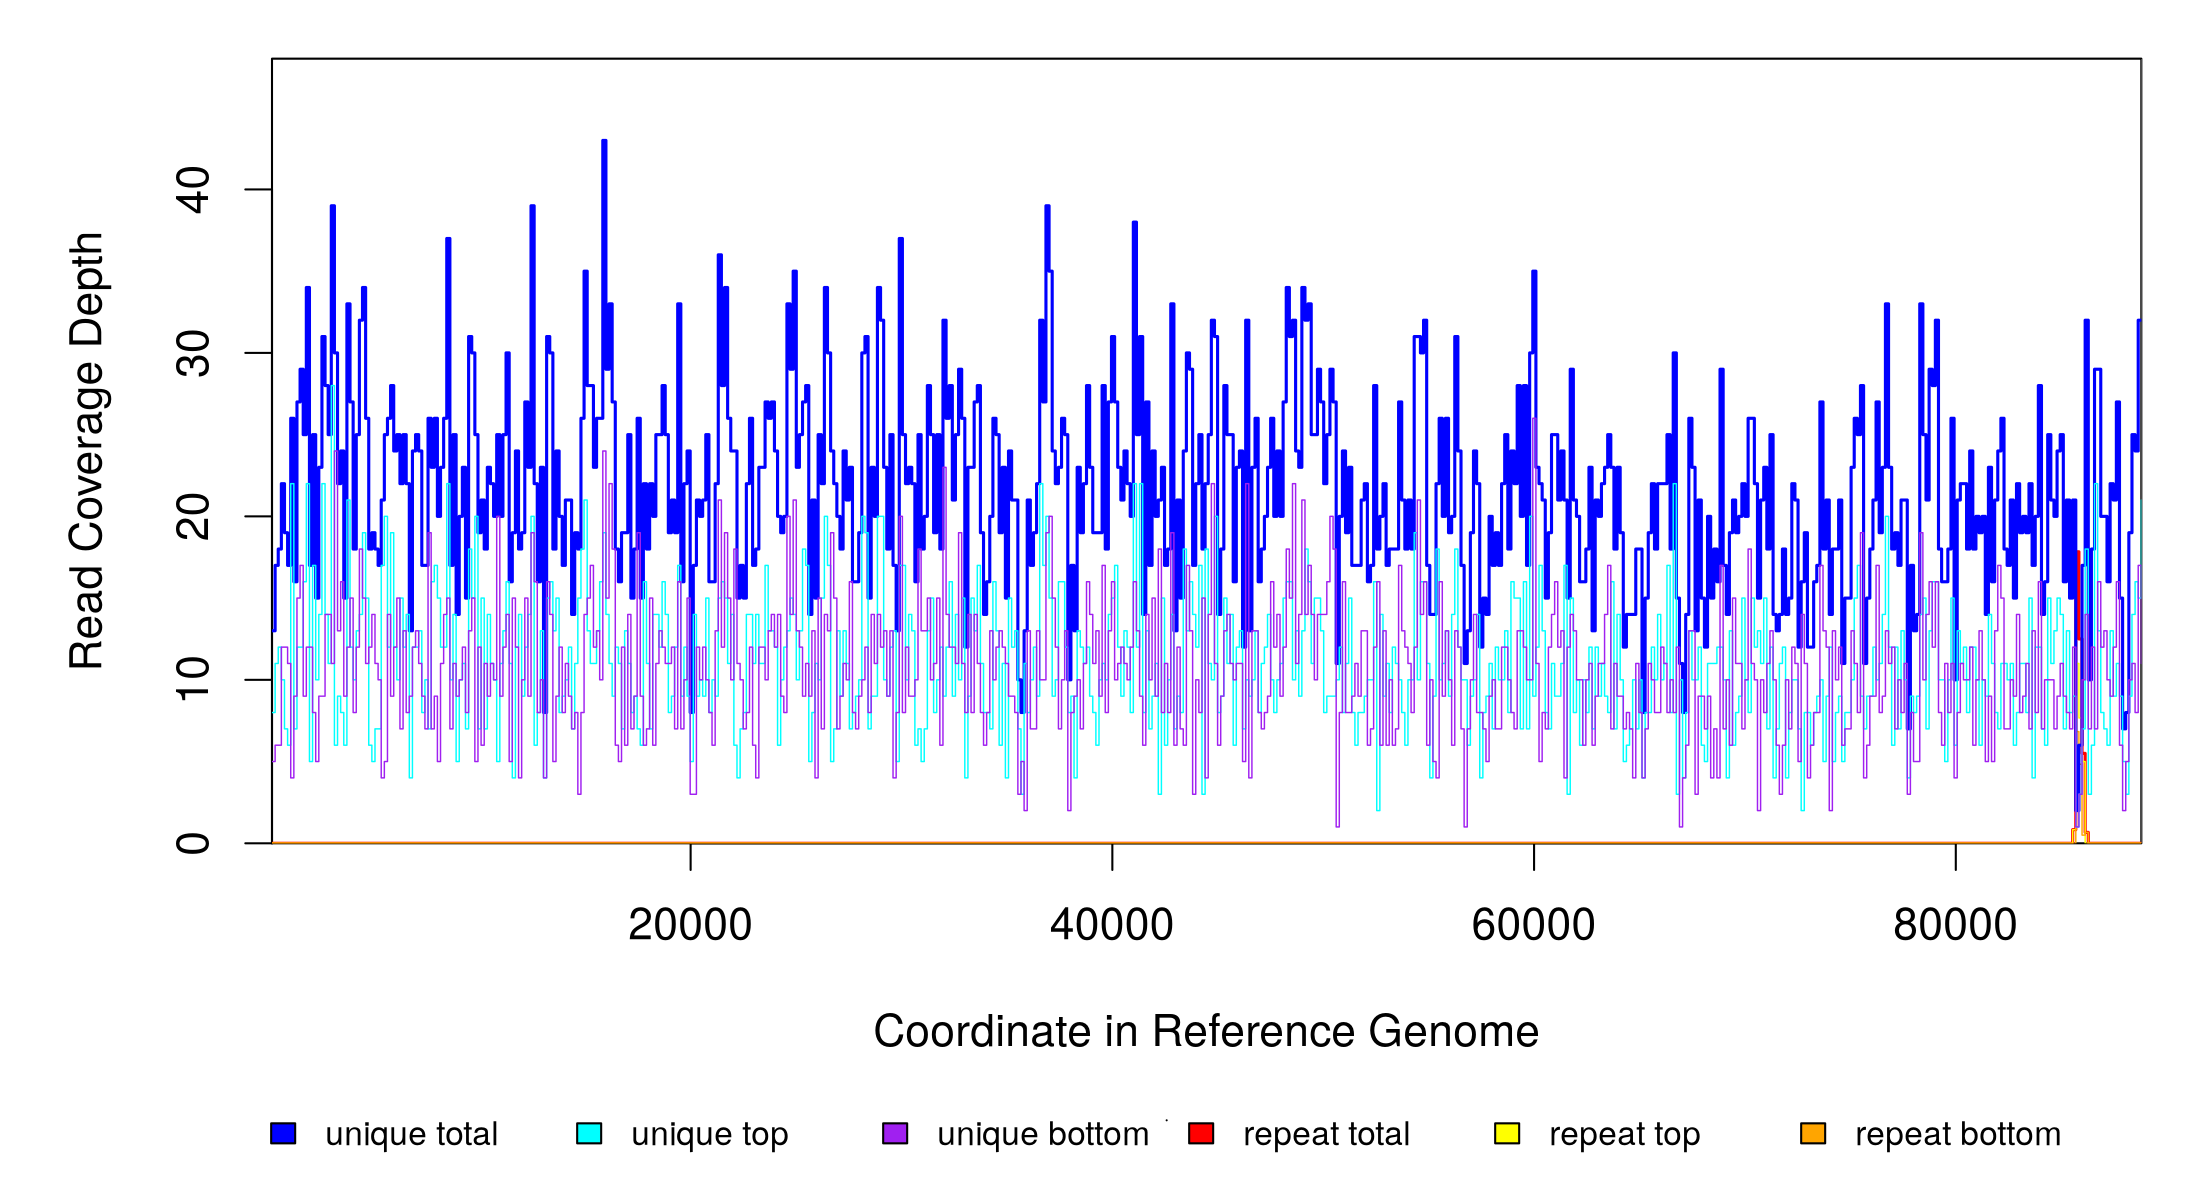 Read Coverage Depth
40
30
20
10
0
20000 40000 60000 80000
Coordinate in Reference Genome
unique total unique top unique bottom repeat total repeat top repeat bottom